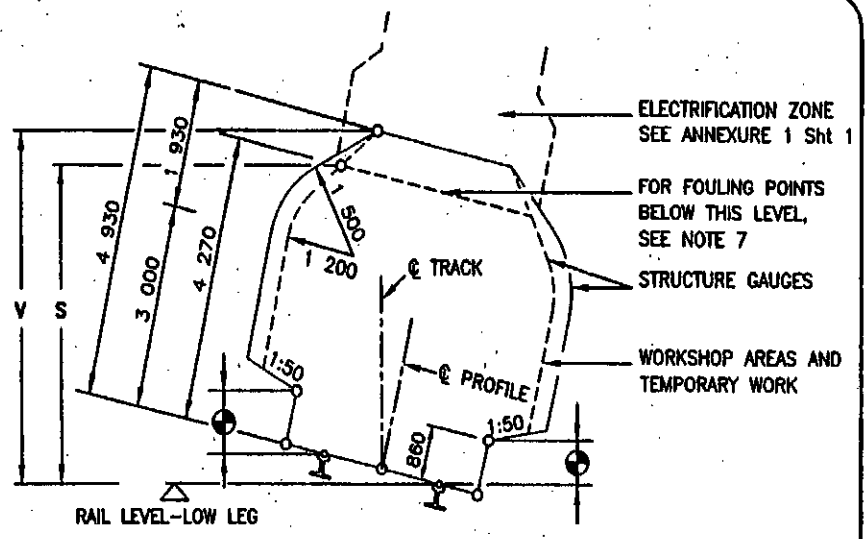 ELECTRIFICATION ZONE
SEE ANNEXURE 1 Sht 1
FOR FOULING POINTS
BELOW THIS LEVEL,
SEE NOTE 7
STRUCTURE GAUGES
WORKSHOP AREAS AND
TEMPORARY WORK
V
S
4 930
1 930
3 000
4 270
1 500
1 200
℄ TRACK
℄ PROFILE
1:50
1:50
860
RAIL LEVEL-LOW LEG